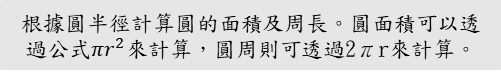 根據圓半徑計算圓的面積及周長。圓面積可以透
過公式πr²來計算，圓周則可透過2πr來計算。